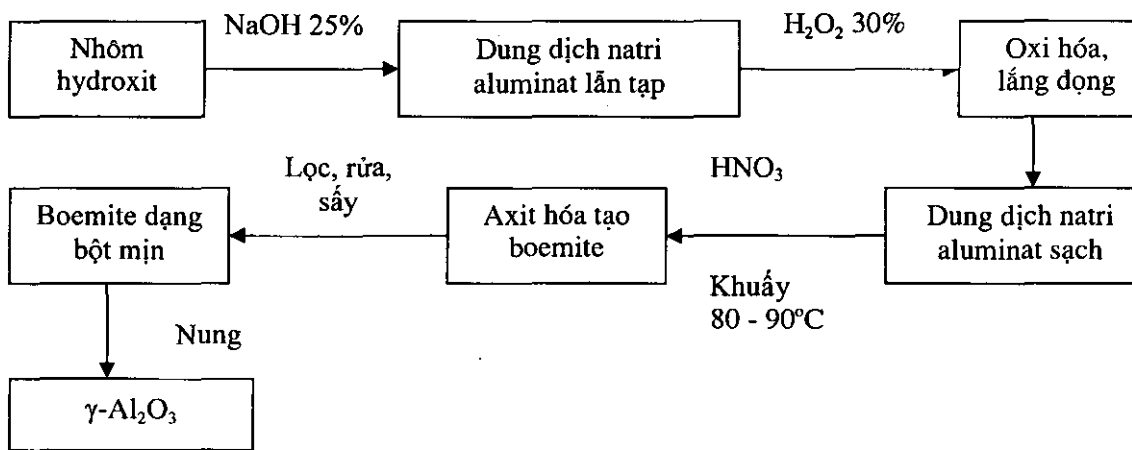 Nhôm
hydroxit
NaOH 25%
Dung dịch natri
aluminat lẫn tạp
H₂O₂ 30%
Oxi hóa,
lắng đọng
Dung dịch natri
aluminat sạch
HNO₃
Khuấy
80 - 90ºC
Axit hóa tạo
boemite
Lọc, rửa,
sấy
Boemite dạng
bột mịn
Nung
γ-Al₂O₃